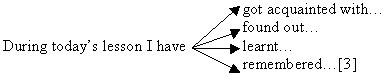 got acquainted with…
found out…
During today's lesson I have
learnt…
remembered…[3]